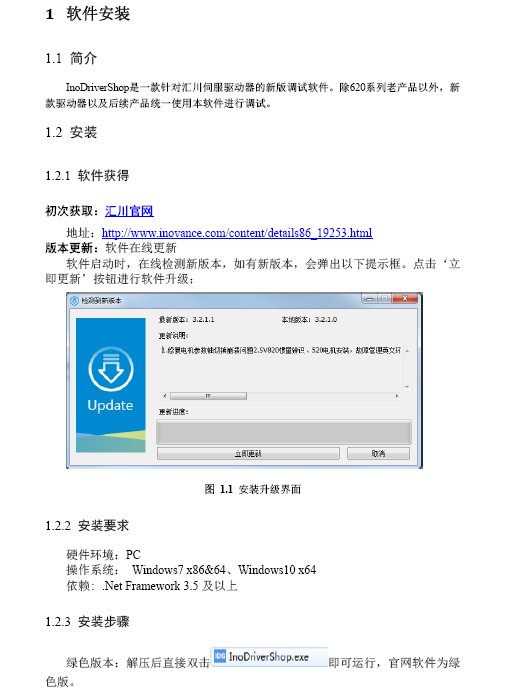 1 软件安装
1.1 简介
InoDriverShop是一款针对汇川伺服驱动器的新版调试软件。除620系列老产品以外，新
款驱动器以及后续产品统一使用本软件进行调试。
1.2 安装
1.2.1 软件获得
初次获取：汇川官网
地址：http://www.inovance.com/content/details86_19253.html
版本更新：软件在线更新
软件启动时，在线检测新版本，如有新版本，会弹出以下提示框。点击‘立
即更新’按钮进行软件升级；
检测到新版本
最新版本：3.2.1.1 本地版本：3.2.1.0
更新说明：
1.修复电机参数轴切换崩溃问题2.SV820惯量辨识、520电机安装、故障管理英文环
Update
更新进度：
立即更新 取消
图 1.1 安装升级界面
1.2.2 安装要求
硬件环境：PC
操作系统： Windows7 x86&64、Windows10 x64
依赖：.Net Framework 3.5 及以上
1.2.3 安装步骤
绿色版本：解压后直接双击 InoDriverShop.exe 即可运行，官网软件为绿
色版。